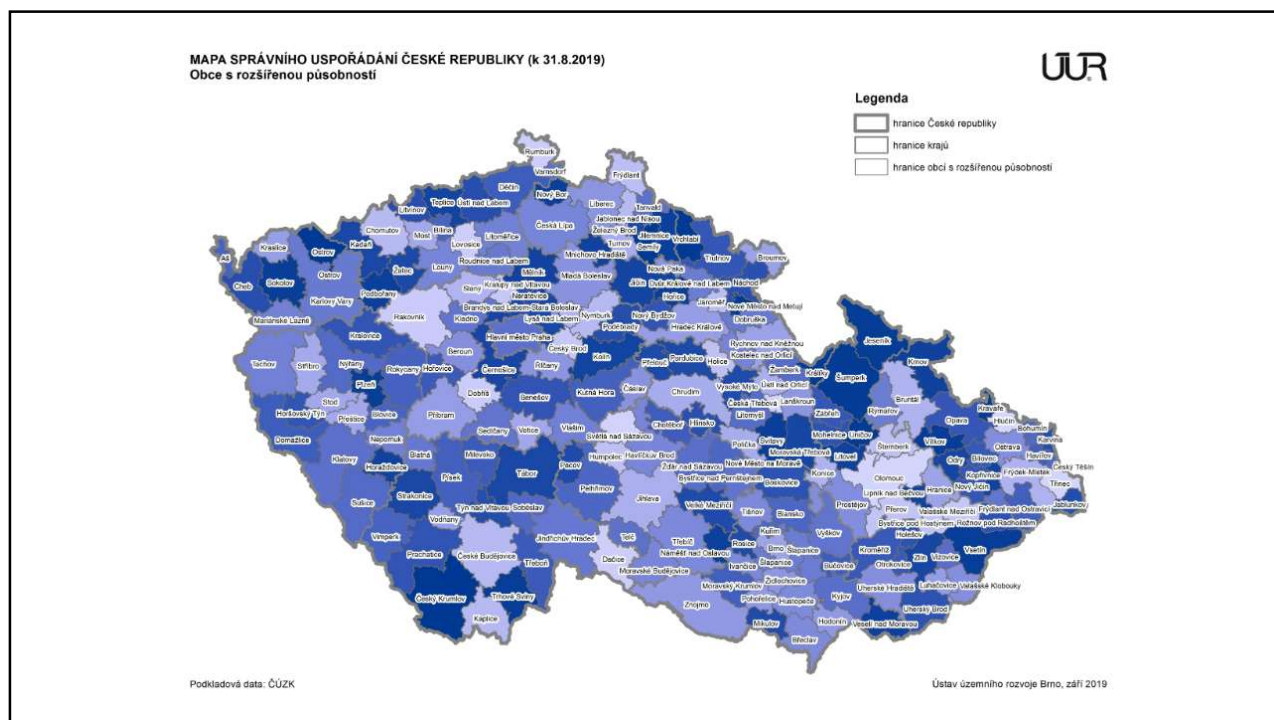 MAPA SPRÁVNÍHO USPOŘÁDÁNÍ ČESKÉ REPUBLIKY (k 31.8.2019)
Obce s rozšířenou působností
UUR
Legenda
hranice České republiky
hranice krajů
hranice obcí s rozšířenou působností
Rumburk
Varnsdorf
Frýdlant
Děčín
Nový Bor
Liberec
Tanvald
Teplice
Ústí nad Labem
Litvínov
Česká Lípa
Jablonec nad Nisou
Železný Brod
Jilemnice
Vrchlabí
Chomutov
Most
Bílina
Lovosice
Litoměřice
Turnov
Semily
Trutnov
Broumov
Kraslice
Ostrov
Kadaň
Mnichovo Hradiště
Aš
Cheb
Sokolov
Ostrov
Žatec
Louny
Roudnice nad Labem
Mělník
Mladá Boleslav
Jičín
Nová Paka
Dvůr Králové nad Labem
Náchod
Karlovy Vary
Podbořany
Slaný
Kralupy nad Vltavou
Neratovice
Hořice
Jaroměř
Nové Město nad Metují
Mariánské Lázně
Rakovník
Kladno
Brandýs nad Labem-Stará Boleslav
Lysá nad Labem
Nymburk
Poděbrady
Nový Bydžov
Hradec Králové
Dobruška
Jeseník
Kralovice
Hlavní město Praha
Český Brod
Kolín
Rychnov nad Kněžnou
Kostelec nad Orlicí
Tachov
Stříbro
Nýřany
Plzeň
Rokycany
Hořovice
Beroun
Černošice
Říčany
Přelouč
Pardubice
Holice
Žamberk
Králíky
Šumperk
Krnov
Stod
Dobříš
Benešov
Kutná Hora
Čáslav
Chrudim
Vysoké Mýto
Ústí nad Orlicí
Česká Třebová
Lanškroun
Bruntál
Horšovský Týn
Přeštice
Blovice
Příbram
Sedlčany
Votice
Vlašim
Světlá nad Sázavou
Chotěboř
Hlinsko
Litomyšl
Zábřeh
Rýmařov
Opava
Kravaře
Hlučín
Bohumín
Domažlice
Klatovy
Nepomuk
Blatná
Milevsko
Humpolec
Havlíčkův Brod
Polička
Svitavy
Moravská Třebová
Mohelnice
Uničov
Litovel
Šternberk
Vítkov
Ostrava
Karviná
Havířov
Horažďovice
Písek
Tábor
Pacov
Pelhřimov
Žďár nad Sázavou
Nové Město na Moravě
Bystřice nad Pernštejnem
Boskovice
Konice
Olomouc
Odry
Bílovec
Kopřivnice
Frýdek-Místek
Český Těšín
Třinec
Jablunkov
Sušice
Strakonice
Týn nad Vltavou
Soběslav
Jihlava
Velké Meziříčí
Tišnov
Blansko
Prostějov
Lipník nad Bečvou
Hranice
Nový Jičín
Frýdlant nad Ostravicí
Vimperk
Vodňany
Přerov
Valašské Meziříčí
Rožnov pod Radhoštěm
Bystřice pod Hostýnem
Holešov
Prachatice
České Budějovice
Třeboň
Jindřichův Hradec
Telč
Třebíč
Náměšť nad Oslavou
Rosice
Kuřim
Brno
Šlapanice
Vyškov
Kroměříž
Zlín
Vizovice
Vsetín
Dačice
Moravské Budějovice
Ivančice
Šlapanice
Bučovice
Otrokovice
Český Krumlov
Trhové Sviny
Kaplice
Moravský Krumlov
Židlochovice
Pohořelice
Hustopeče
Kyjov
Uherské Hradiště
Luhačovice
Valašské Klobouky
Uherský Brod
Znojmo
Mikulov
Břeclav
Hodonín
Veselí nad Moravou
Podkladová data: ČÚZK
Ústav územního rozvoje Brno, září 2019